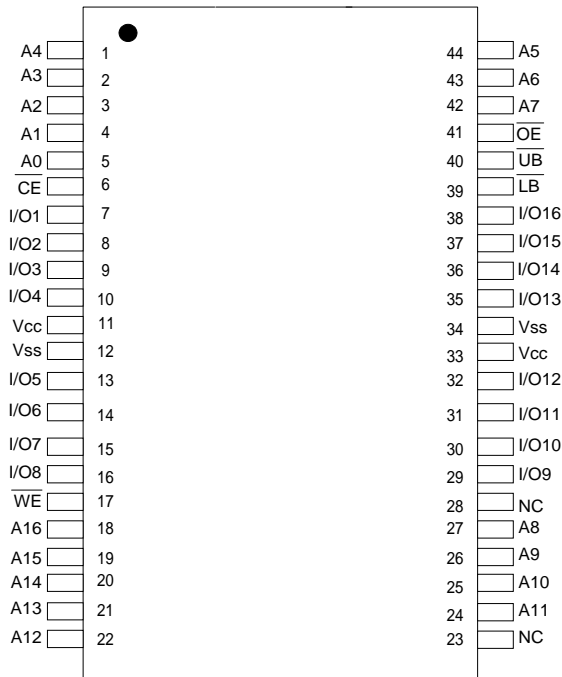 A4 1 44 A5
A3 2 43 A6
A2 3 42 A7
A1 4 41 OE
A0 5 40 UB
CE 6 39 LB
I/O1 7 38 I/O16
I/O2 8 37 I/O15
I/O3 9 36 I/O14
I/O4 10 35 I/O13
Vcc 11 34 Vss
Vss 12 33 Vcc
I/O5 13 32 I/O12
I/O6 14 31 I/O11
I/O7 15 30 I/O10
I/O8 16 29 I/O9
WE 17 28 NC
A16 18 27 A8
A15 19 26 A9
A14 20 25 A10
A13 21 24 A11
A12 22 23 NC